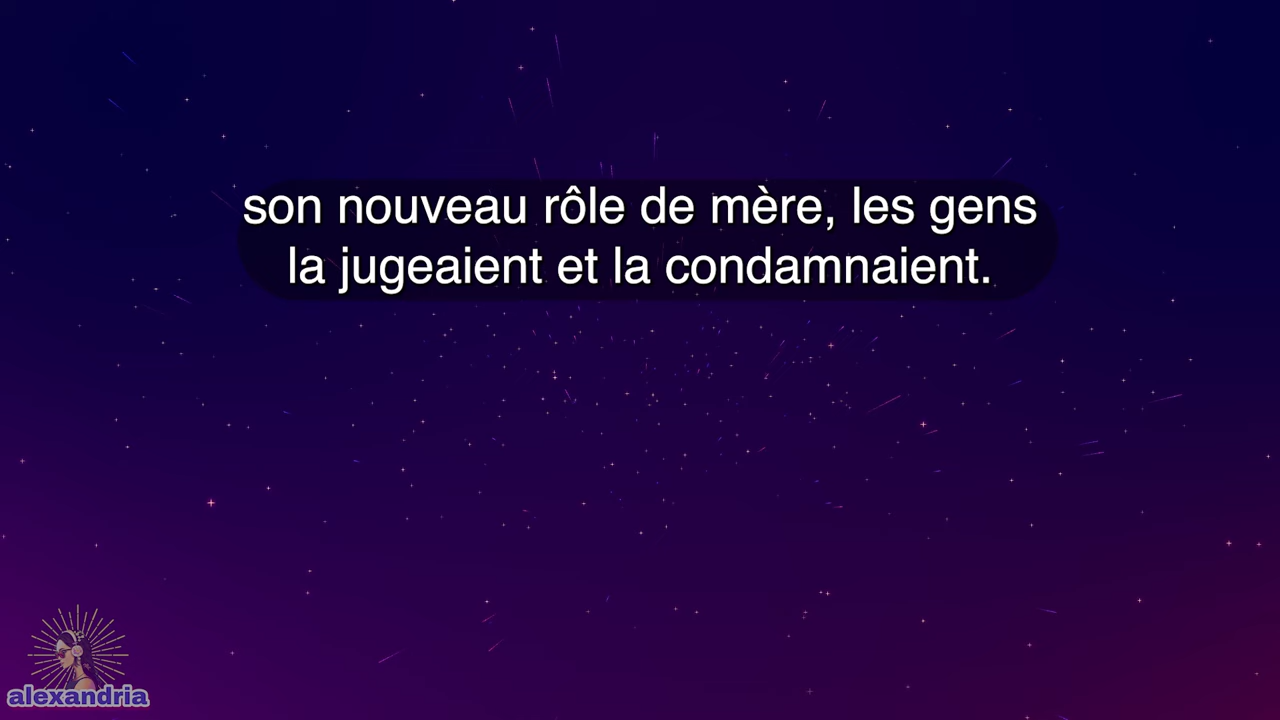 son nouveau rôle de mère, les gens
la jugeaient et la condamnaient.
alexandria